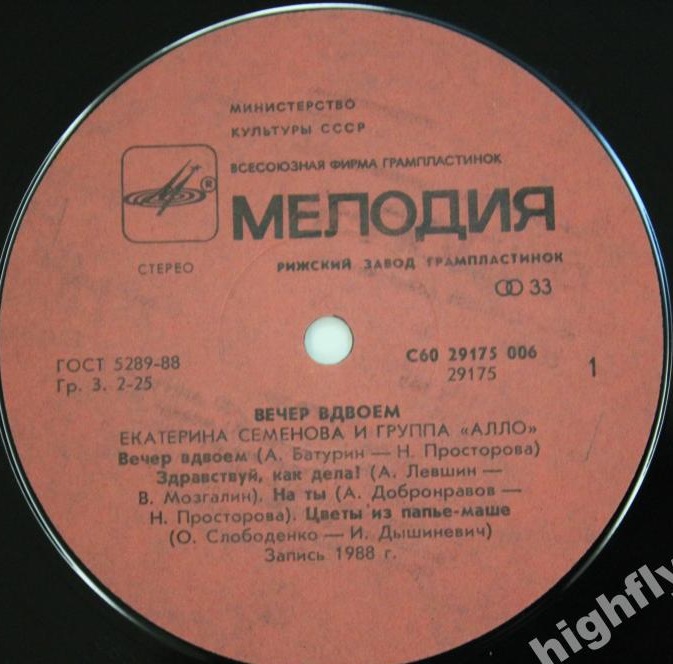 МИНИСТЕРСТВО
КУЛЬТУРЫ СССР
ВСЕСОЮЗНАЯ ФИРМА ГРАМПЛАСТИНОК
®
МЕЛОДИЯ
СТЕРЕО
РИЖСКИЙ ЗАВОД ГРАМПЛАСТИНОК
33
ГОСТ 5289-88
Гр. 3. 2-25
С60 29175 006
29175
1
ВЕЧЕР ВДВОЕМ
ЕКАТЕРИНА СЕМЕНОВА И ГРУППА «АЛЛО»
Вечер вдвоем (А. Батурин — Н. Просторова)
Здравствуй, как дела! (А. Левшин —
В. Мозгалин). На ты (А. Добронравов —
Н. Просторова). Цветы из папье-маше
(О. Слободенко — И. Дышиневич)
Запись 1988 г.
highfly